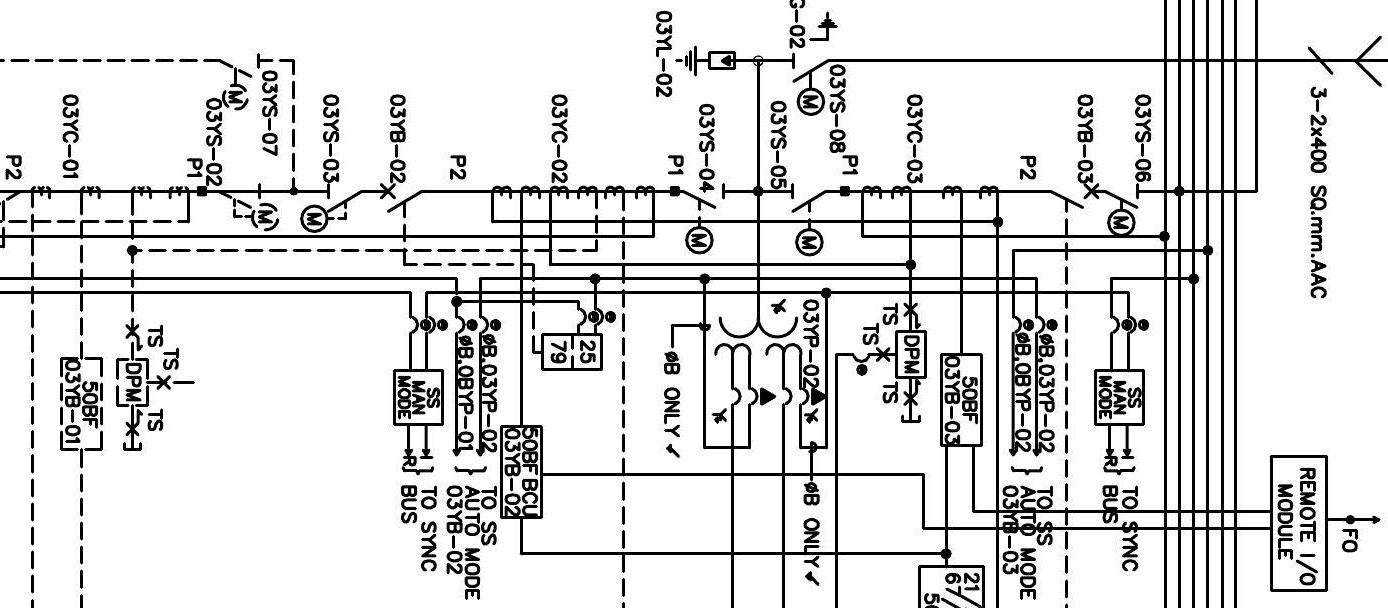 G-02
03YL-02
03YS-08
M
3-2x400 SQ.mm.AAC
03YS-07
M
03YC-01
03YS-02
M
03YS-03
M
03YB-02
P2
03YC-02
P1
03YS-04
M
03YS-05
M
P1
03YC-03
P2
03YB-03
03YS-06
M
P2
P1
TS
TS
DPM
TS
50BF
03YB-01
SS
MAN
MODE
R
I
TO SYNC
BUS
øB,03YP-02
øB,0BYP-01
TO SS
AUTO MODE
03YB-02
25
79
50BF BCU
03YB-02
øB ONLY
03YP-02
øB ONLY
TS
TS
DPM
TS
50BF
03YB-03
øB,03YP-02
øB,0BYP-02
TO SS
AUTO MODE
03YB-03
SS
MAN
MODE
R
I
TO SYNC
BUS
REMOTE I/O
MODULE
FO
21/
67/